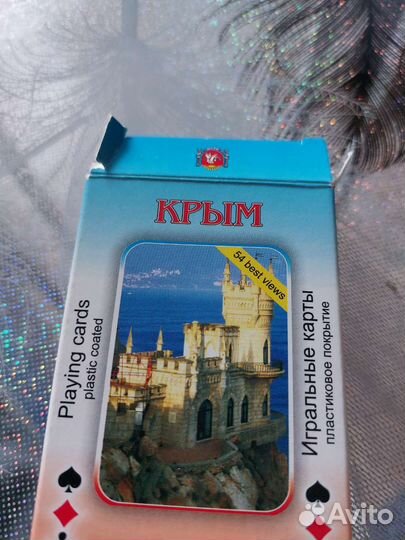 КРЫМ
54 best views
Playing cards
plastic coated
Игральные карты
пластиковое покрытие
Avito